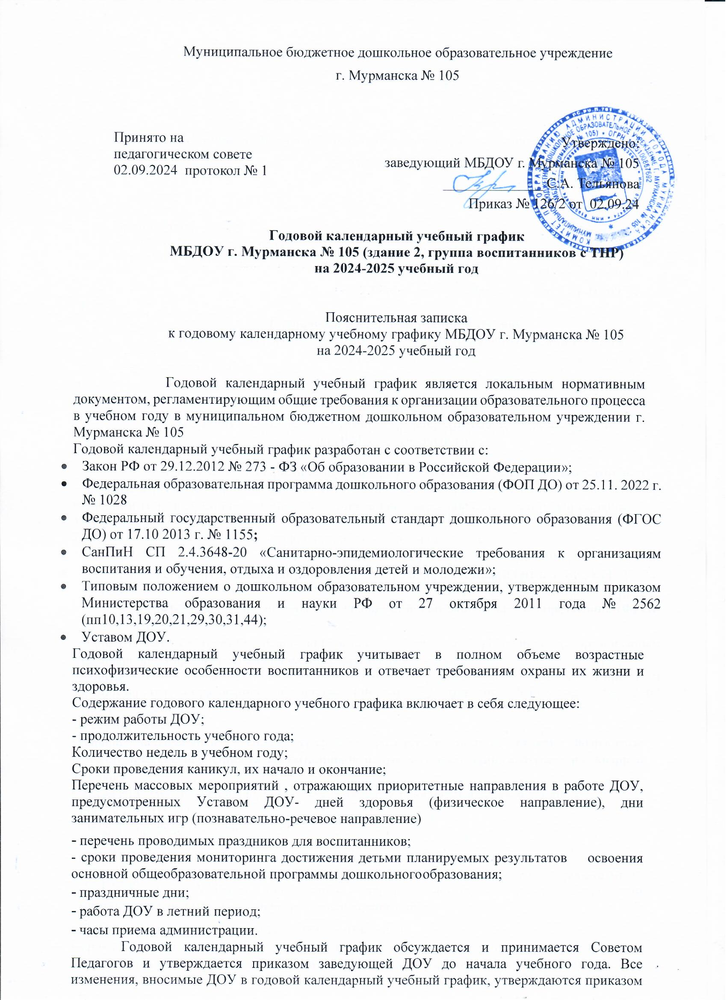 Муниципальное бюджетное дошкольное образовательное учреждение
г. Мурманска № 105
Принято на
педагогическом совете
02.09.2024 протокол № 1
Утверждено:
заведующий МБДОУ г. Мурманска № 105
С.А. Тельянова
Приказ № 126/2 от 02.09.24
Годовой календарный учебный график
МБДОУ г. Мурманска № 105 (здание 2, группа воспитанников с ТНР)
на 2024-2025 учебный год
Пояснительная записка
к годовому календарному учебному графику МБДОУ г. Мурманска № 105
на 2024-2025 учебный год
Годовой календарный учебный график является локальным нормативным
документом, регламентирующим общие требования к организации образовательного процесса
в учебном году в муниципальном бюджетном дошкольном образовательном учреждении г.
Мурманска № 105
Годовой календарный учебный график разработан с соответствии с:
• Закон РФ от 29.12.2012 № 273 - ФЗ «Об образовании в Российской Федерации»;
• Федеральная образовательная программа дошкольного образования (ФОП ДО) от 25.11. 2022 г.
№ 1028
• Федеральный государственный образовательный стандарт дошкольного образования (ФГОС
ДО) от 17.10 2013 г. № 1155;
• СанПиН СП 2.4.3648-20 «Санитарно-эпидемиологические требования к организациям
воспитания и обучения, отдыха и оздоровления детей и молодежи»;
• Типовым положением о дошкольном образовательном учреждении, утвержденным приказом
Министерства образования и науки РФ от 27 октября 2011 года № 2562
(пп10,13,19,20,21,29,30,31,44);
• Уставом ДОУ.
Годовой календарный учебный график учитывает в полном объеме возрастные
психофизические особенности воспитанников и отвечает требованиям охраны их жизни и
здоровья.
Содержание годового календарного учебного графика включает в себя следующее:
- режим работы ДОУ;
- продолжительность учебного года;
Количество недель в учебном году;
Сроки проведения каникул, их начало и окончание;
Перечень массовых мероприятий , отражающих приоритетные направления в работе ДОУ,
предусмотренных Уставом ДОУ- дней здоровья (физическое направление), дни
занимательных игр (познавательно-речевое направление)
- перечень проводимых праздников для воспитанников;
- сроки проведения мониторинга достижения детьми планируемых результатов освоения
основной общеобразовательной программы дошкольногообразования;
- праздничные дни;
- работа ДОУ в летний период;
- часы приема администрации.
Годовой календарный учебный график обсуждается и принимается Советом
Педагогов и утверждается приказом заведующей ДОУ до начала учебного года. Все
изменения, вносимые ДОУ в годовой календарный учебный график, утверждаются приказом